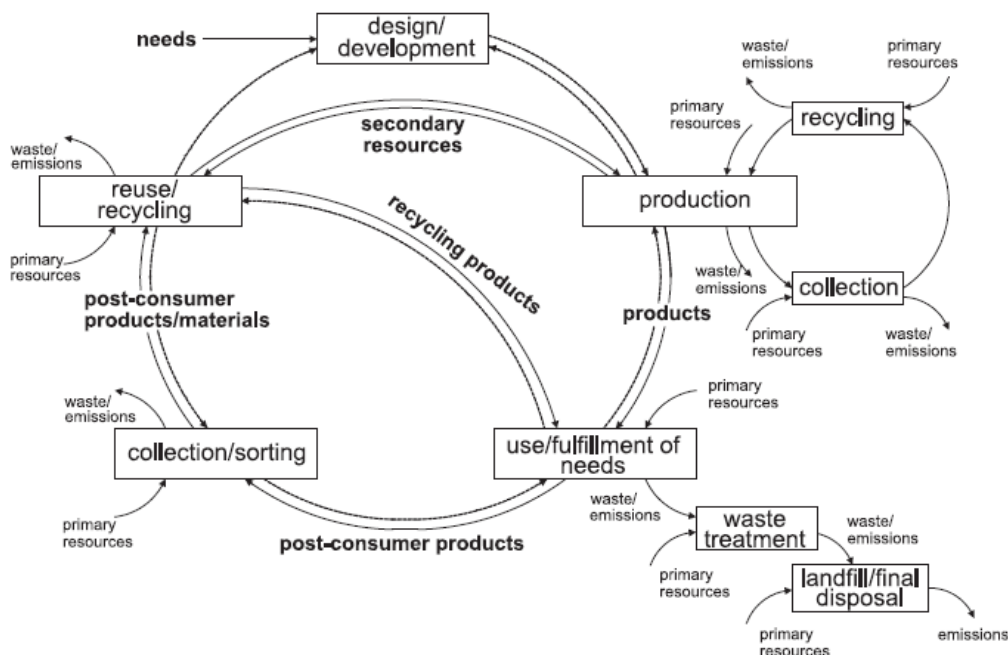 needs
design/
development
waste/
emissions
primary
resources
recycling
primary
resources
secondary
resources
waste/
emissions
reuse/
recycling
production
primary
resources
recycling products
waste/
emissions
collection
primary
resources
waste/
emissions
post-consumer
products/materials
products
primary
resources
waste/
emissions
collection/sorting
use/fulfillment of
needs
primary
resources
post-consumer products
waste/
emissions
waste
treatment
waste/
emissions
primary
resources
landfill/final
disposal
primary
resources
emissions